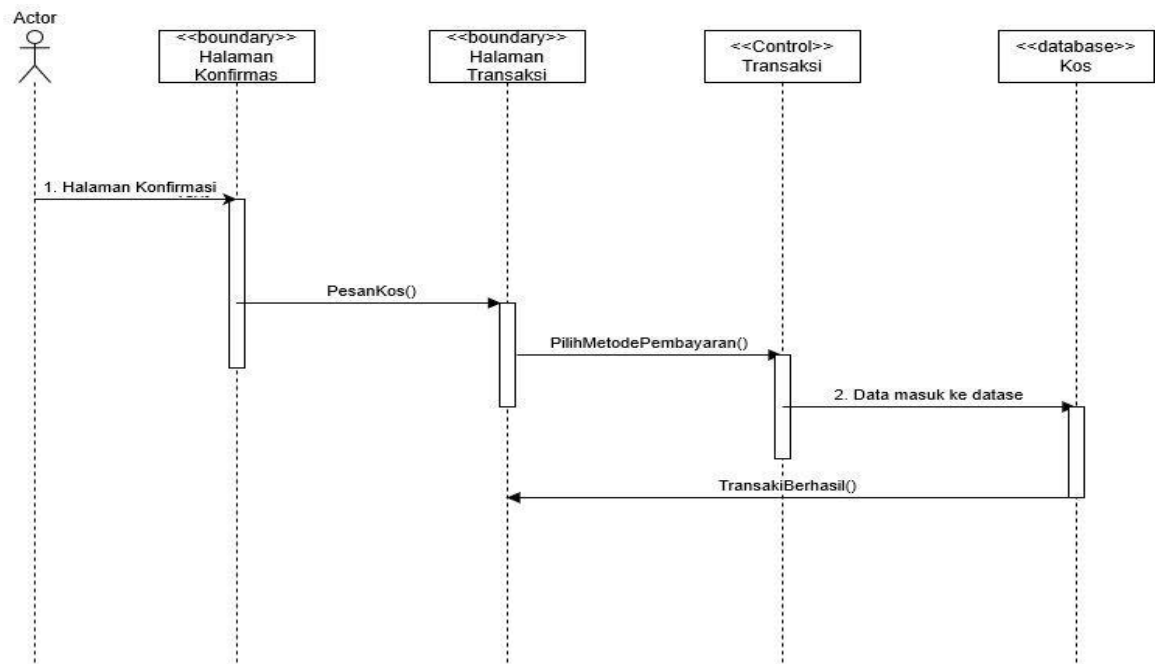 Actor
<<boundary>>
Halaman
Konfirmas
<<boundary>>
Halaman
Transaksi
<<Control>>
Transaksi
<<database>>
Kos
1. Halaman Konfirmasi
PesanKos()
PilihMetodePembayaran()
2. Data masuk ke datase
TransakiBerhasil()